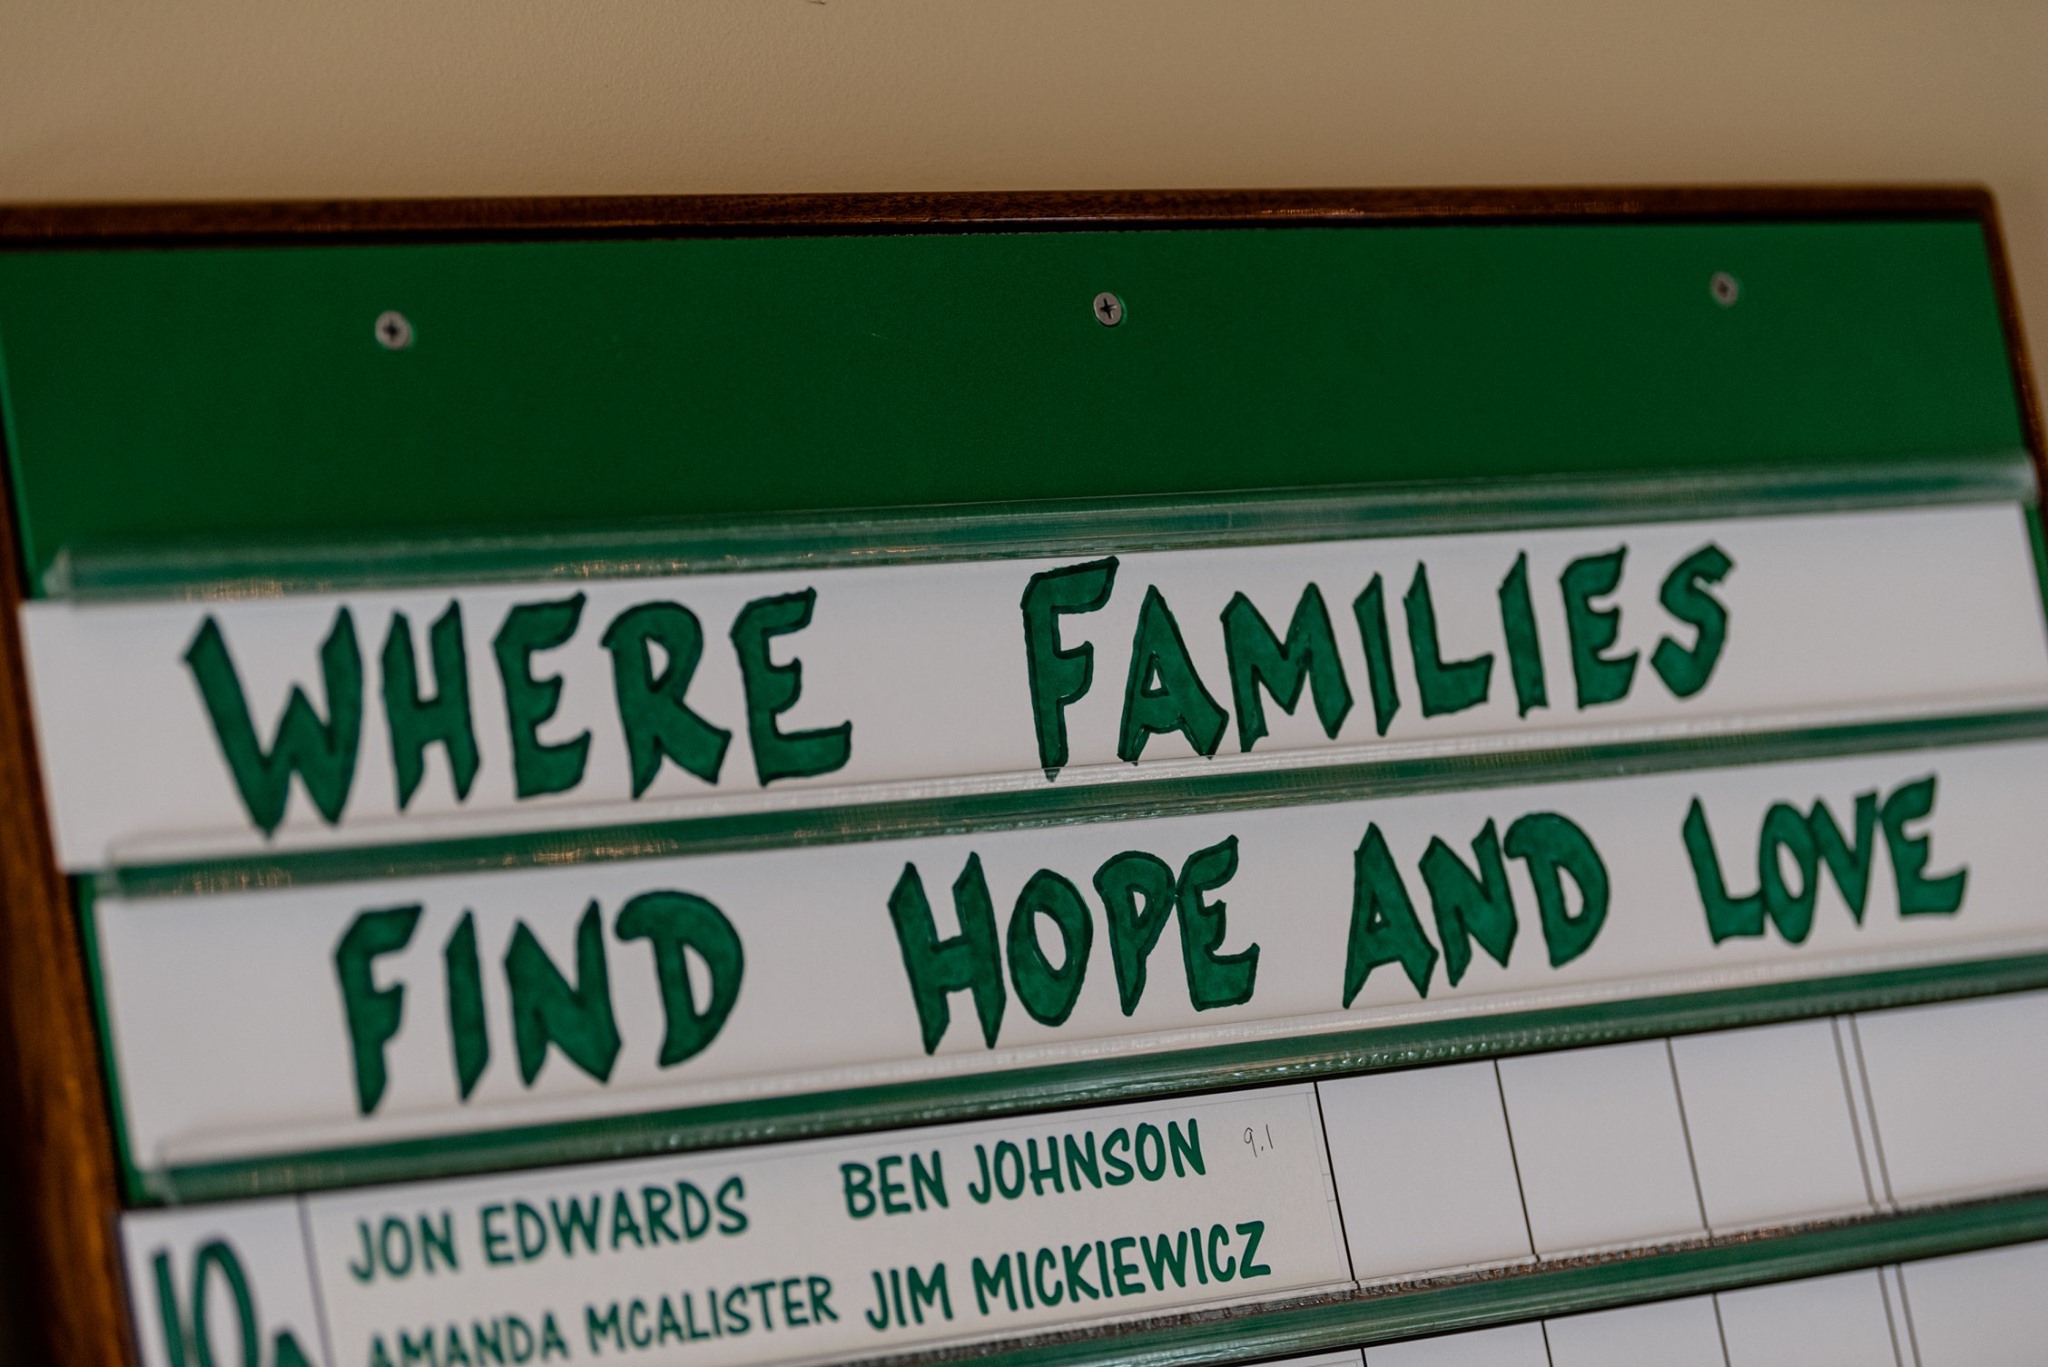 WHERE FAMILIES
FIND HOPE AND LOVE
JON EDWARDS BEN JOHNSON 9.1
AMANDA MCALISTER JIM MICKIEWICZ